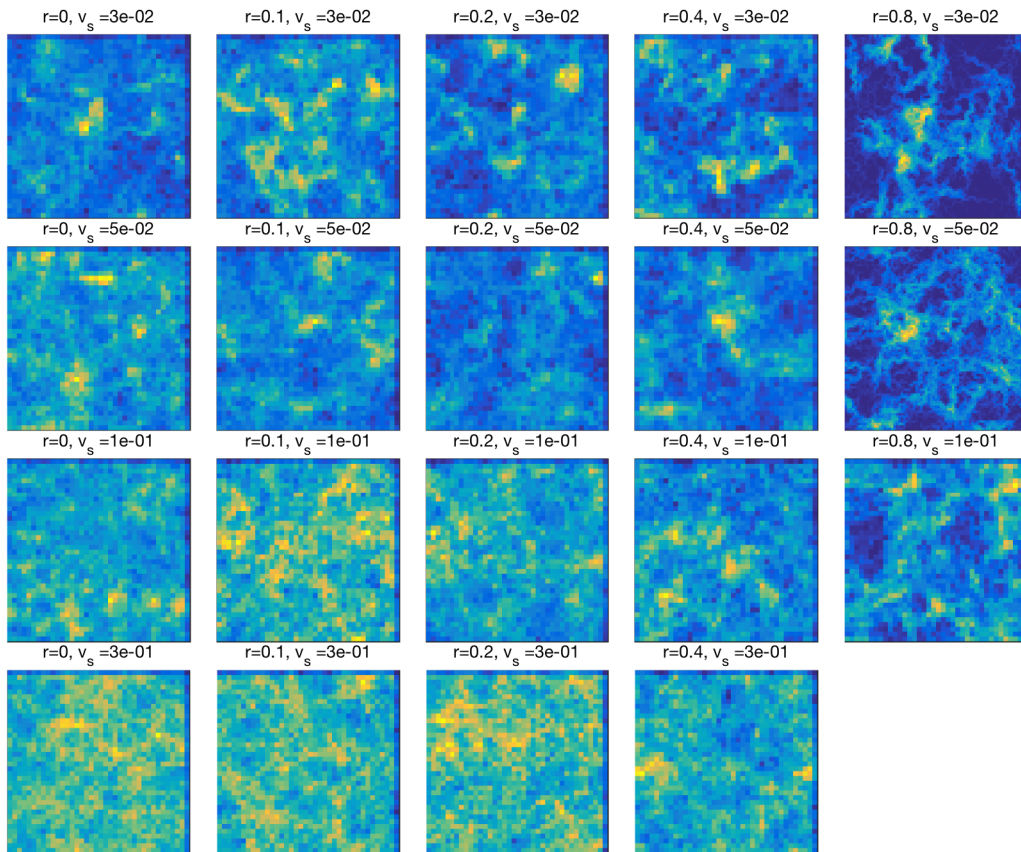 r=0, v_s =3e-02
r=0.1, v_s =3e-02
r=0.2, v_s =3e-02
r=0.4, v_s =3e-02
r=0.8, v_s =3e-02
r=0, v_s =5e-02
r=0.1, v_s =5e-02
r=0.2, v_s =5e-02
r=0.4, v_s =5e-02
r=0.8, v_s =5e-02
r=0, v_s =1e-01
r=0.1, v_s =1e-01
r=0.2, v_s =1e-01
r=0.4, v_s =1e-01
r=0.8, v_s =1e-01
r=0, v_s =3e-01
r=0.1, v_s =3e-01
r=0.2, v_s =3e-01
r=0.4, v_s =3e-01